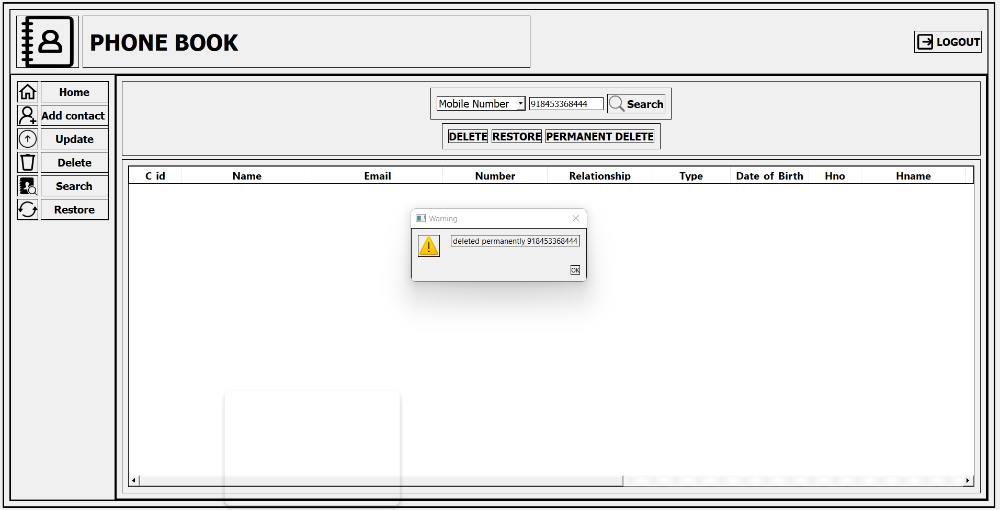 PHONE BOOK
LOGOUT
Home
Add contact
Update
Delete
Search
Restore
Mobile Number 918453368444 Search
DELETE RESTORE PERMANENT DELETE
C id Name Email Number Relationship Type Date of Birth Hno Hname
Warning
deleted permanently 918453368444
OK